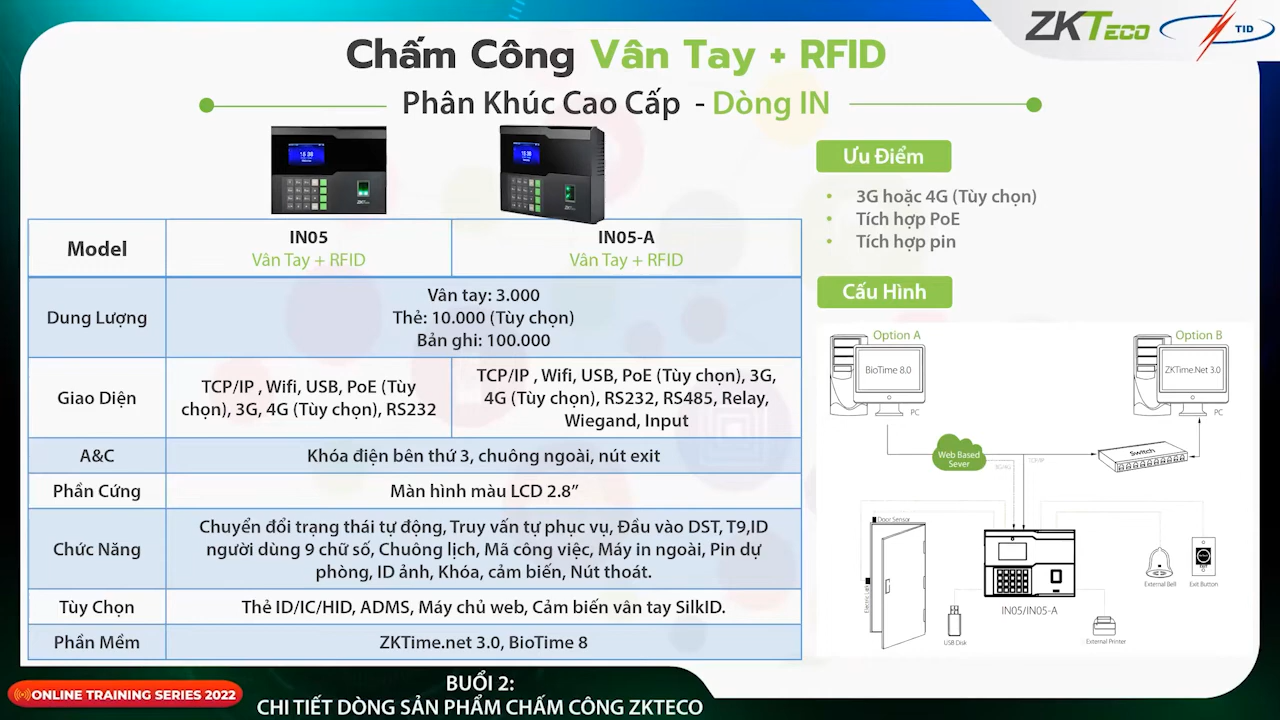 ZKTeco
TID
Chấm Công Vân Tay + RFID
Phân Khúc Cao Cấp - Dòng IN
Model
IN05
Vân Tay + RFID
IN05-A
Vân Tay + RFID
Dung Lượng
Vân tay: 3.000
Thẻ: 10.000 (Tùy chọn)
Bản ghi: 100.000
Giao Diện
TCP/IP , Wifi, USB, PoE (Tùy
chọn), 3G, 4G (Tùy chọn), RS232
TCP/IP , Wifi, USB, PoE (Tùy chọn), 3G,
4G (Tùy chọn), RS232, RS485, Relay,
Wiegand, Input
A&C
Khóa điện bên thứ 3, chuông ngoài, nút exit
Phần Cứng
Màn hình màu LCD 2.8”
Chức Năng
Chuyển đổi trạng thái tự động, Truy vấn tự phục vụ, Đầu vào DST, T9,ID
người dùng 9 chữ số, Chuông lịch, Mã công việc, Máy in ngoài, Pin dự
phòng, ID ảnh, Khóa, cảm biến, Nút thoát.
Tùy Chọn
Thẻ ID/IC/HID, ADMS, Máy chủ web, Cảm biến vân tay SilkID.
Phần Mềm
ZKTime.net 3.0, BioTime 8
Ưu Điểm
• 3G hoặc 4G (Tùy chọn)
• Tích hợp PoE
• Tích hợp pin
Cấu Hình
Option A
BioTime 8.0
PC
Option B
ZKTime.Net 3.0
PC
Web Based
Sever
3G/4G
TCP/IP
Switch
Door Sensor
Electric Lock
USB Disk
IN05/IN05-A
External Printer
External Bell
Exit Button
ONLINE TRAINING SERIES 2022
BUỔI 2:
CHI TIẾT DÒNG SẢN PHẨM CHẤM CÔNG ZKTECO